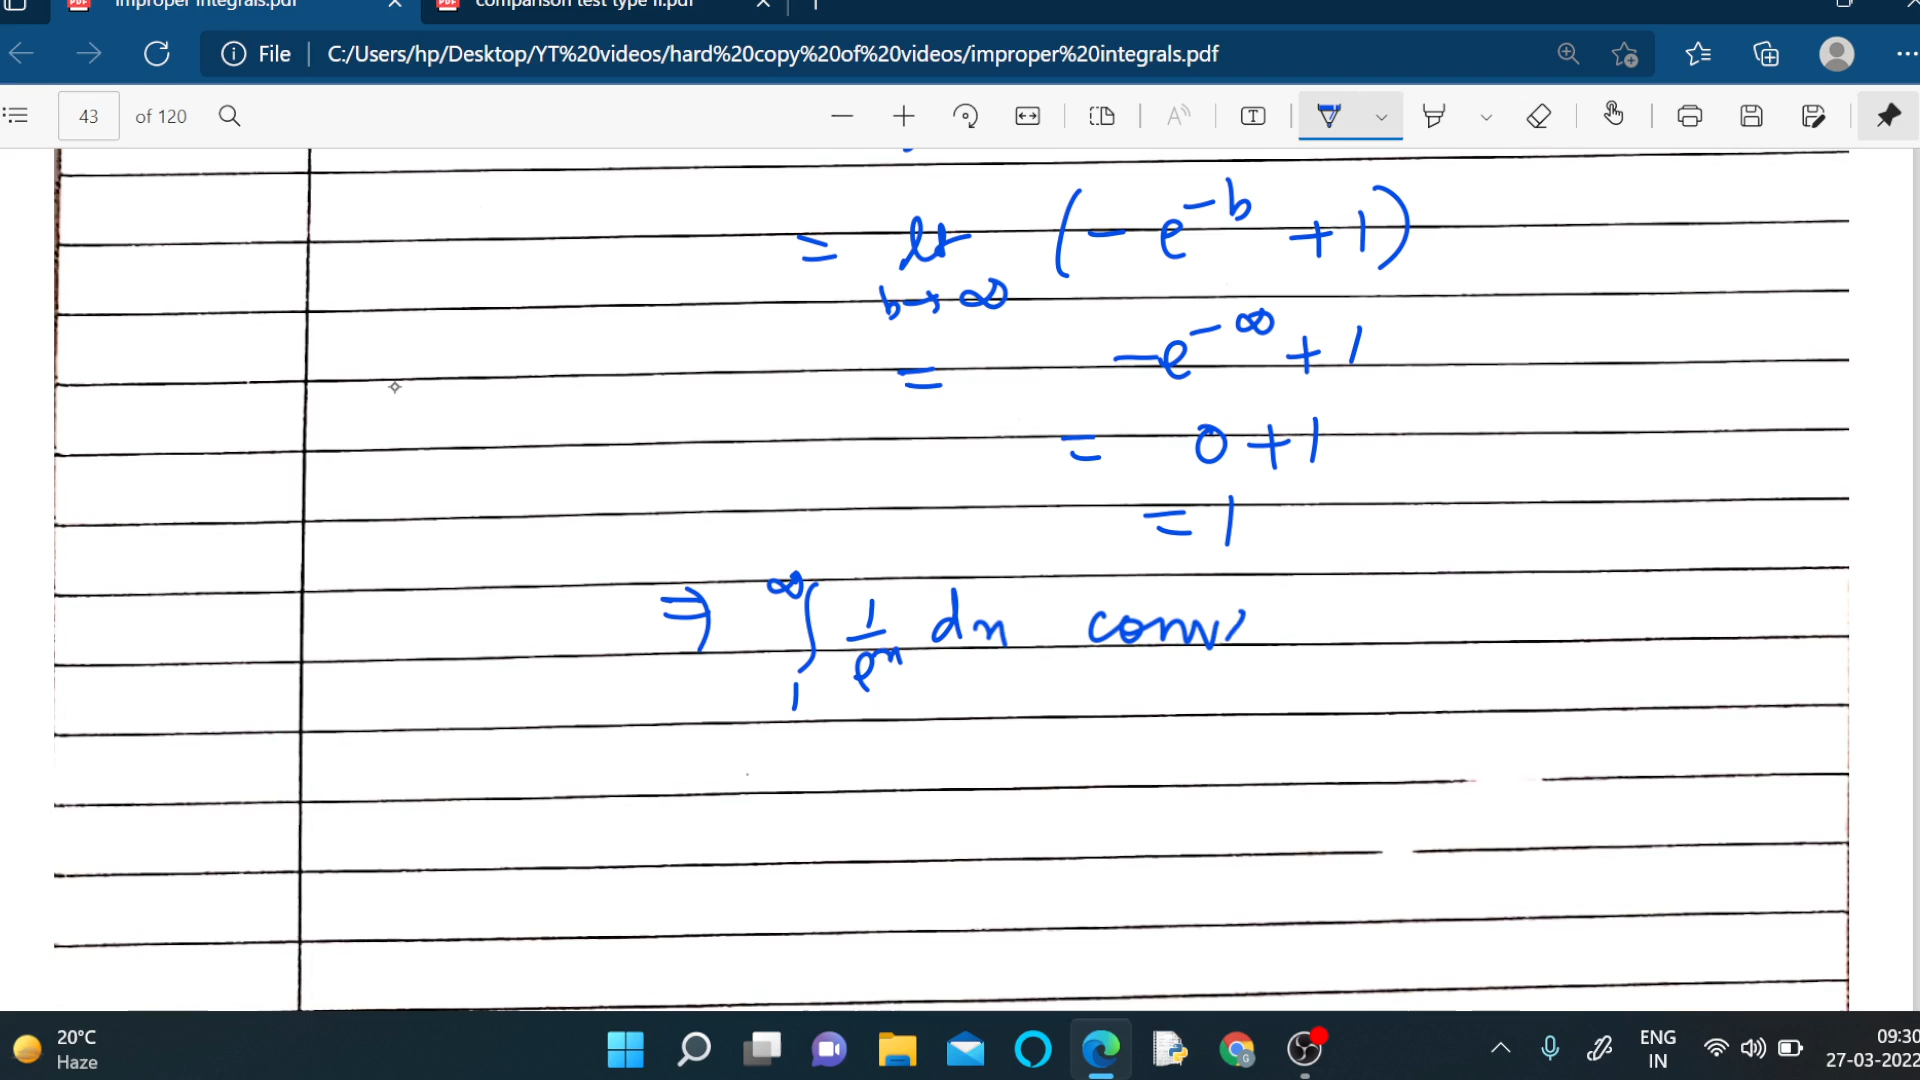 improper integrals.pdf comparison test type II.pdf
File C:/Users/hp/Desktop/YT%20videos/hard%20copy%20of%20videos/improper%20integrals.pdf
43 of 120
= lt (-e^{-b} + 1)
b→∞
= -e^{-∞} + 1
= 0+1
= 1
⇒ ∫_1^∞ 1/e^x dx conv
20°C ENG 09:30
Haze IN 27-03-2022